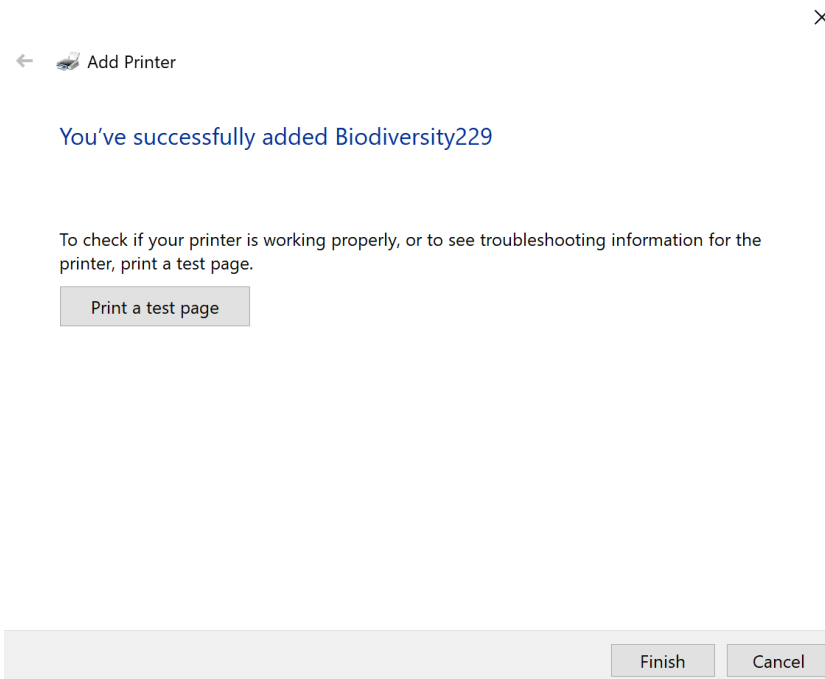 Add Printer
You’ve successfully added Biodiversity229
To check if your printer is working properly, or to see troubleshooting information for the
printer, print a test page.
Print a test page
Finish
Cancel